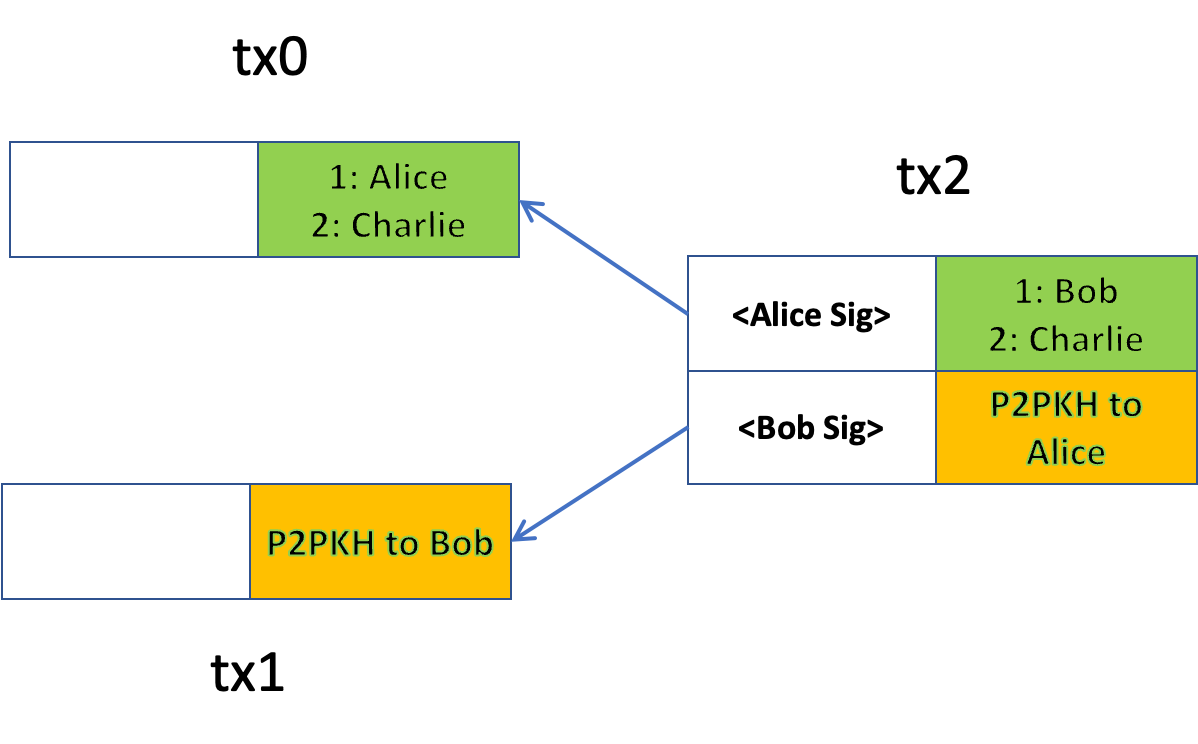 tx0
1: Alice
2: Charlie
tx2
<Alice Sig>
1: Bob
2: Charlie
<Bob Sig>
P2PKH to
Alice
P2PKH to Bob
tx1